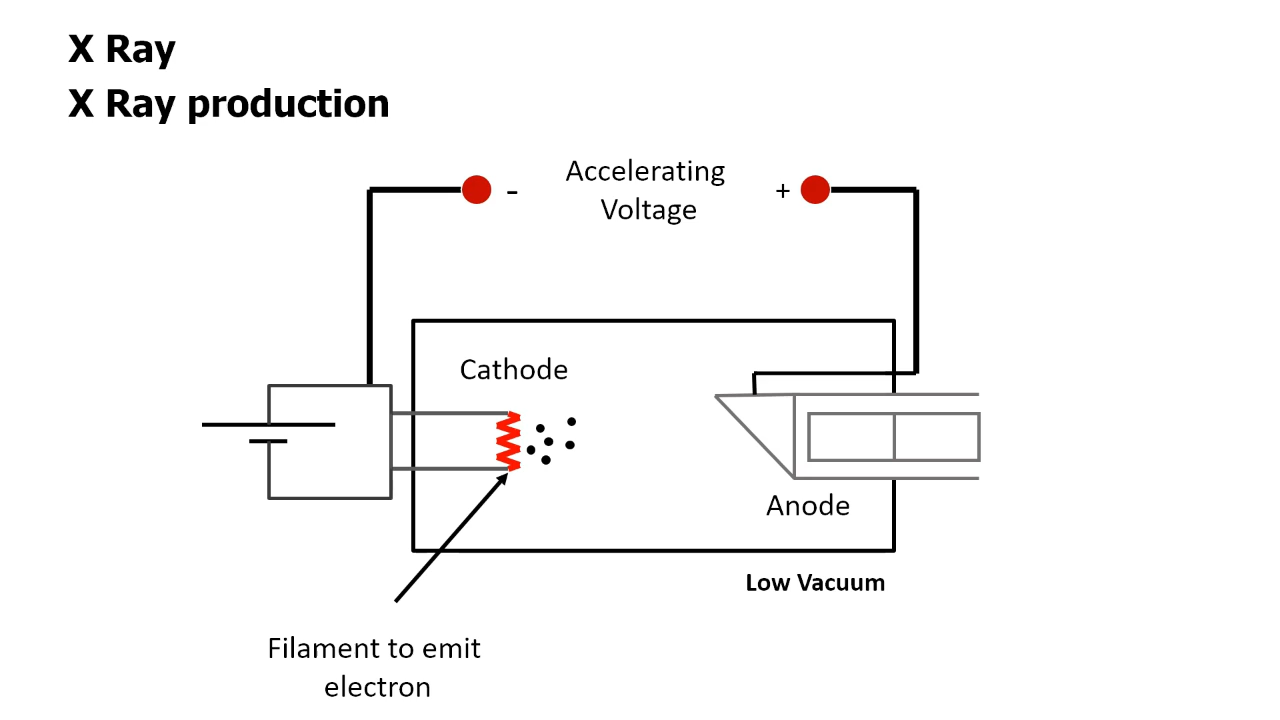 X Ray
X Ray production
Accelerating
Voltage
-
+
Cathode
Anode
Low Vacuum
Filament to emit
electron